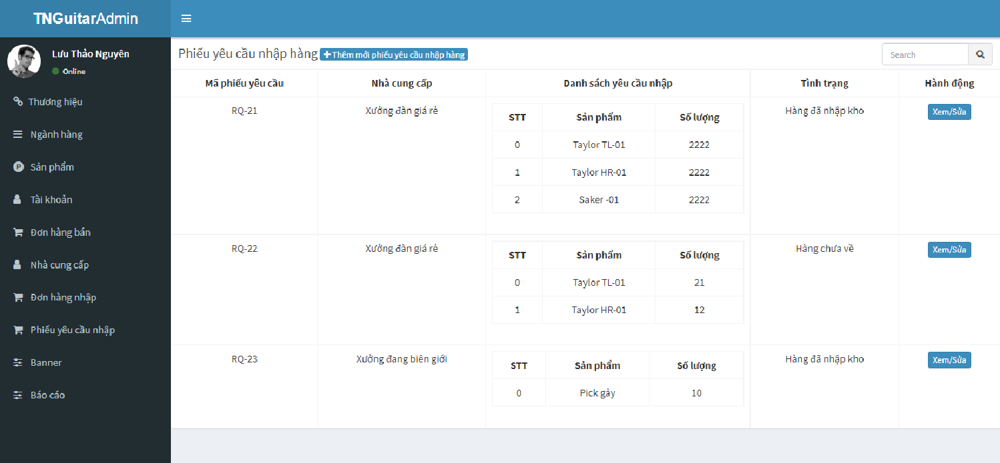 TNGuitarAdmin
Lưu Thảo Nguyên
Online
Thương hiệu
Ngành hàng
Sản phẩm
Tài khoản
Đơn hàng bán
Nhà cung cấp
Đơn hàng nhập
Phiếu yêu cầu nhập
Banner
Báo cáo
Phiếu yêu cầu nhập hàng Thêm mới phiếu yêu cầu nhập hàng Search
Mã phiếu yêu cầu Nhà cung cấp Danh sách yêu cầu nhập Tình trạng Hành động
RQ-21 Xưởng đàn giá rẻ Hàng đã nhập kho Xem/Sửa
STT Sản phẩm Số lượng
0 Taylor TL-01 2222
1 Taylor HR-01 2222
2 Saker -01 2222
RQ-22 Xưởng đàn giá rẻ Hàng chưa về Xem/Sửa
STT Sản phẩm Số lượng
0 Taylor TL-01 21
1 Taylor HR-01 12
RQ-23 Xưởng đang biên giới Hàng đã nhập kho Xem/Sửa
STT Sản phẩm Số lượng
0 Pick gảy 10